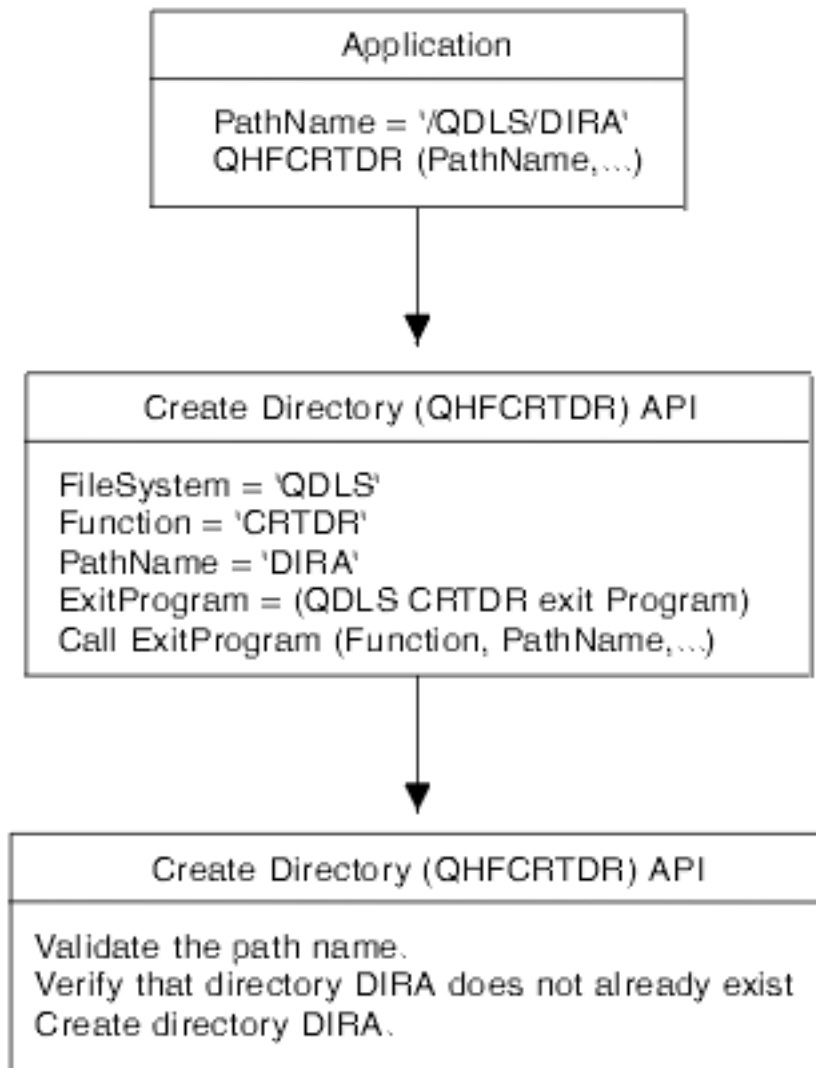 Application
PathName = '/QDLS/DIRA'
QHFCRTDR (PathName,...)
Create Directory (QHFCRTDR) API
FileSystem = 'QDLS'
Function = 'CRTDR'
PathName = 'DIRA'
ExitProgram = (QDLS CRTDR exit Program)
Call ExitProgram (Function, PathName,...)
Create Directory (QHFCRTDR) API
Validate the path name.
Verify that directory DIRA does not already exist
Create directory DIRA.